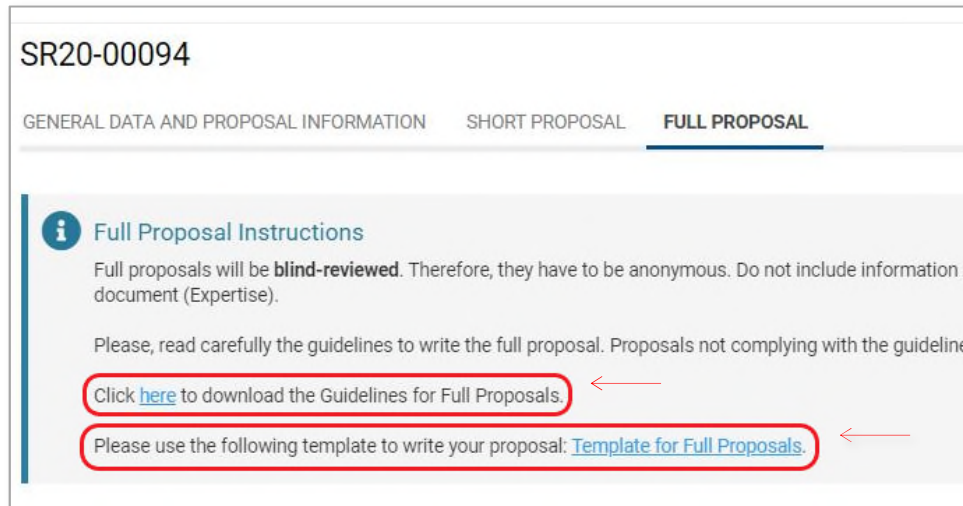 SR20-00094
GENERAL DATA AND PROPOSAL INFORMATION SHORT PROPOSAL FULL PROPOSAL
Full Proposal Instructions
Full proposals will be blind-reviewed. Therefore, they have to be anonymous. Do not include information
document (Expertise).
Please, read carefully the guidelines to write the full proposal. Proposals not complying with the guideline
Click here to download the Guidelines for Full Proposals.
Please use the following template to write your proposal: Template for Full Proposals.